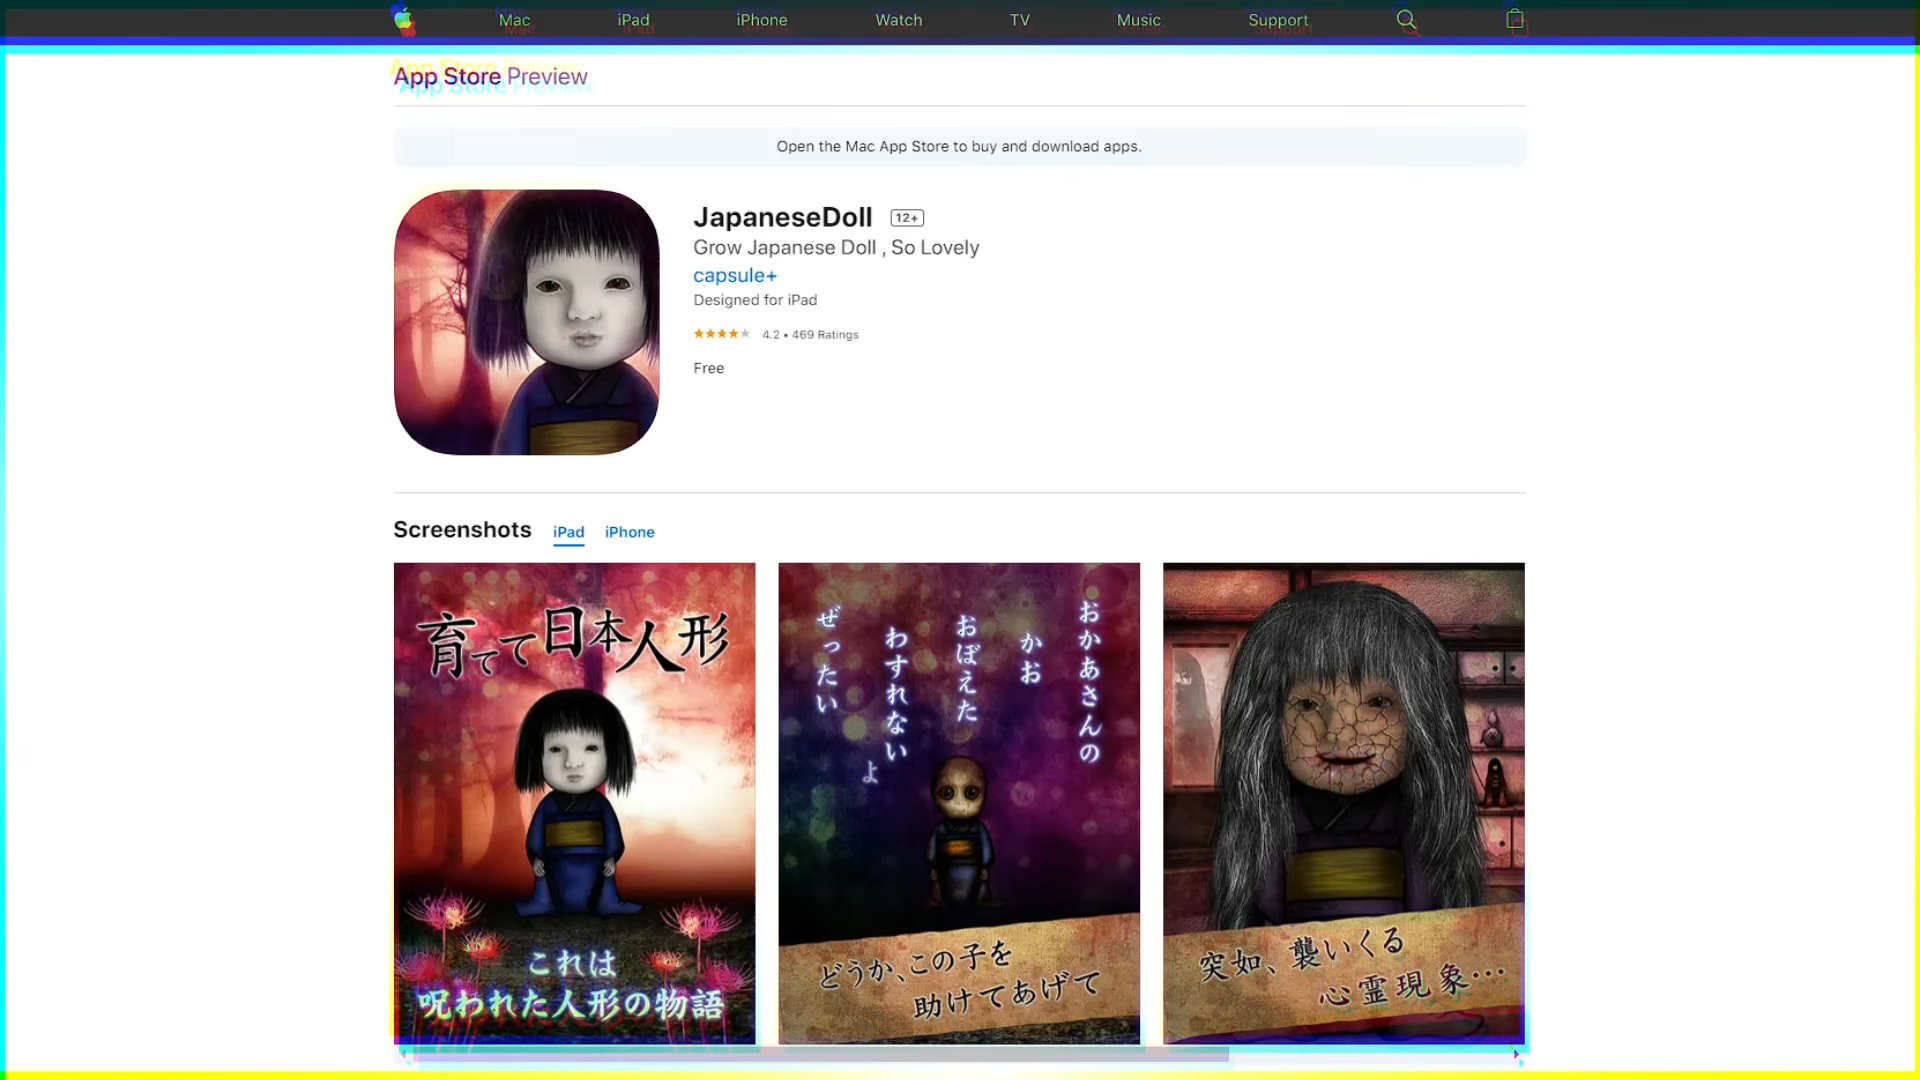 Mac iPad iPhone Watch TV Music Support
App Store Preview
Open the Mac App Store to buy and download apps.
JapaneseDoll 12+
Grow Japanese Doll , So Lovely
capsule+
Designed for iPad
4.2 • 469 Ratings
Free
Screenshots iPad iPhone
育てて日本人形
これは
呪われた人形の物語
おかあさんの
かお
おぼえた
わすれない
よ
ぜったい
どうか、この子を
助けてあげて
突如、襲いくる
心霊現象…